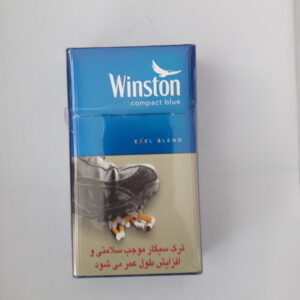 Winston
compact blue
EXEL BLEND
ترک سیگار موجب سلامتی و
افزایش طول عمر می شود